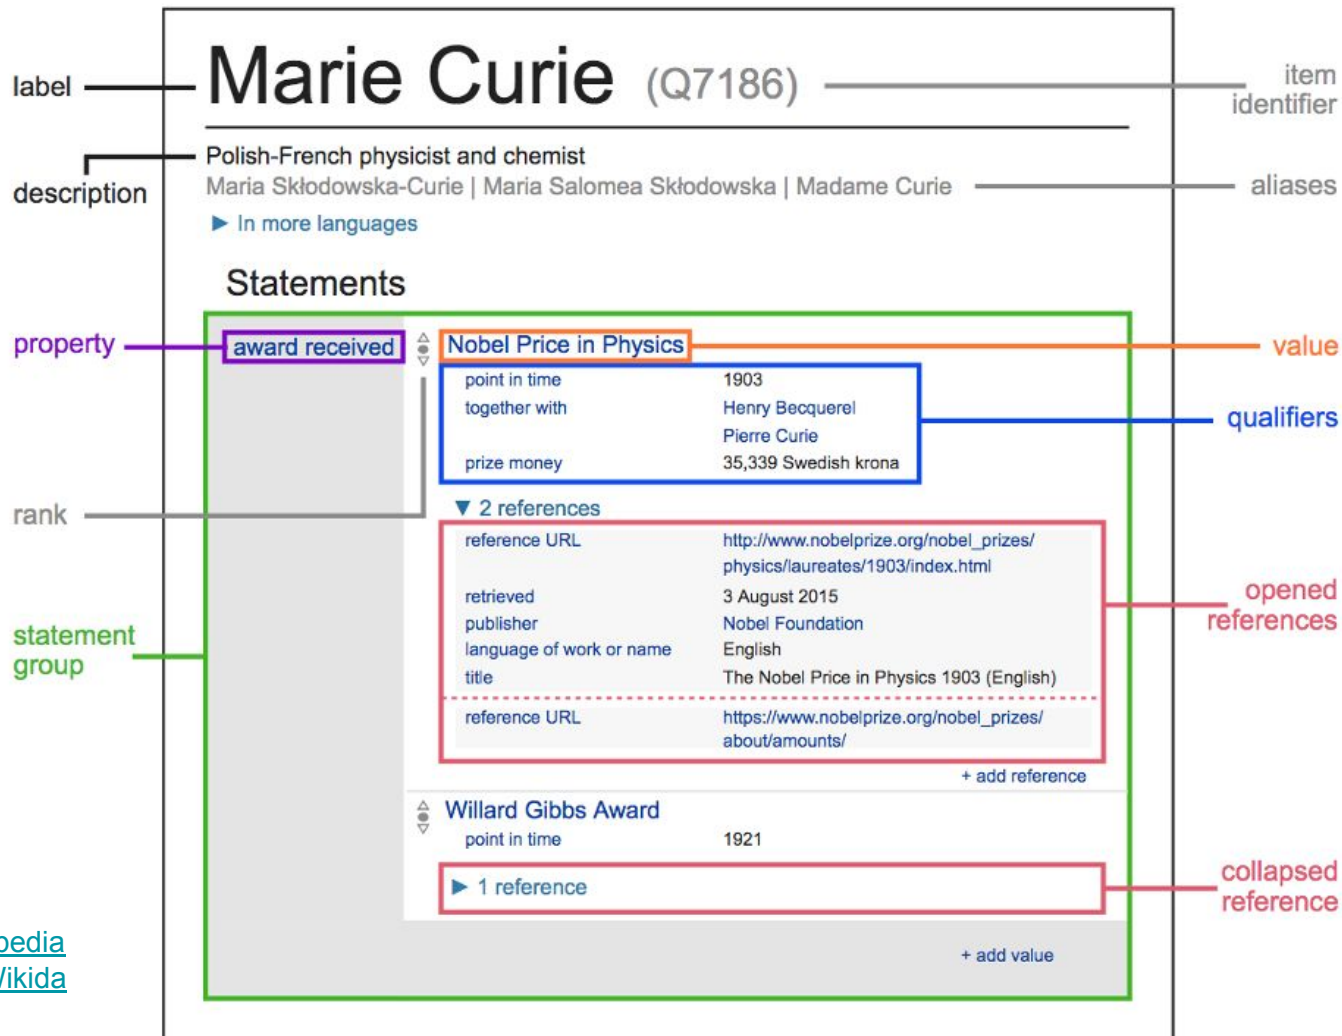 label
Marie Curie (Q7186)
item
identifier
description
Polish-French physicist and chemist
Maria Skłodowska-Curie | Maria Salomea Skłodowska | Madame Curie
aliases
► In more languages
Statements
property
award received
Nobel Price in Physics
value
point in time 1903
together with Henry Becquerel
Pierre Curie
prize money 35,339 Swedish krona
qualifiers
rank
▼ 2 references
reference URL http://www.nobelprize.org/nobel_prizes/
physics/laureates/1903/index.html
retrieved 3 August 2015
publisher Nobel Foundation
language of work or name English
title The Nobel Price in Physics 1903 (English)
opened
references
statement
group
reference URL https://www.nobelprize.org/nobel_prizes/
about/amounts/
+ add reference
Willard Gibbs Award
point in time 1921
► 1 reference
collapsed
reference
+ add value
pedia